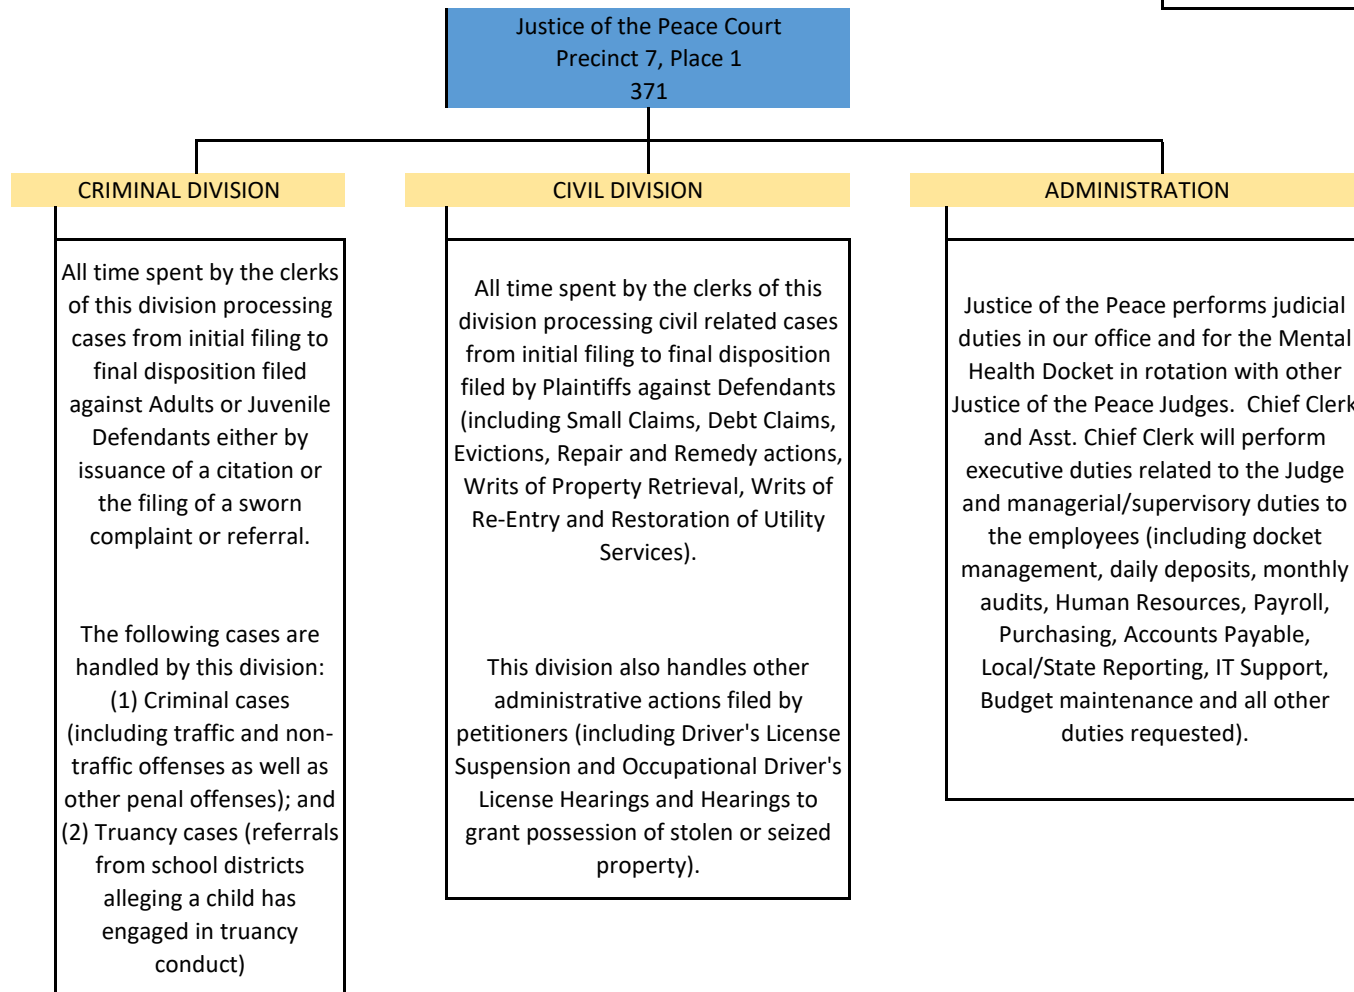 Justice of the Peace Court
Precinct 7, Place 1
371
CRIMINAL DIVISION
All time spent by the clerks
of this division processing
cases from initial filing to
final disposition filed
against Adults or Juvenile
Defendants either by
issuance of a citation or
the filing of a sworn
complaint or referral.
The following cases are
handled by this division:
(1) Criminal cases
(including traffic and non-
traffic offenses as well as
other penal offenses); and
(2) Truancy cases (referrals
from school districts
alleging a child has
engaged in truancy
conduct)
CIVIL DIVISION
All time spent by the clerks of this
division processing civil related cases
from initial filing to final disposition
filed by Plaintiffs against Defendants
(including Small Claims, Debt Claims,
Evictions, Repair and Remedy actions,
Writs of Property Retrieval, Writs of
Re-Entry and Restoration of Utility
Services).
This division also handles other
administrative actions filed by
petitioners (including Driver's License
Suspension and Occupational Driver's
License Hearings and Hearings to
grant possession of stolen or seized
property).
ADMINISTRATION
Justice of the Peace performs judicial
duties in our office and for the Mental
Health Docket in rotation with other
Justice of the Peace Judges.  Chief Clerk
and Asst. Chief Clerk will perform
executive duties related to the Judge
and managerial/supervisory duties to
the employees (including docket
management, daily deposits, monthly
audits, Human Resources, Payroll,
Purchasing, Accounts Payable,
Local/State Reporting, IT Support,
Budget maintenance and all other
duties requested).